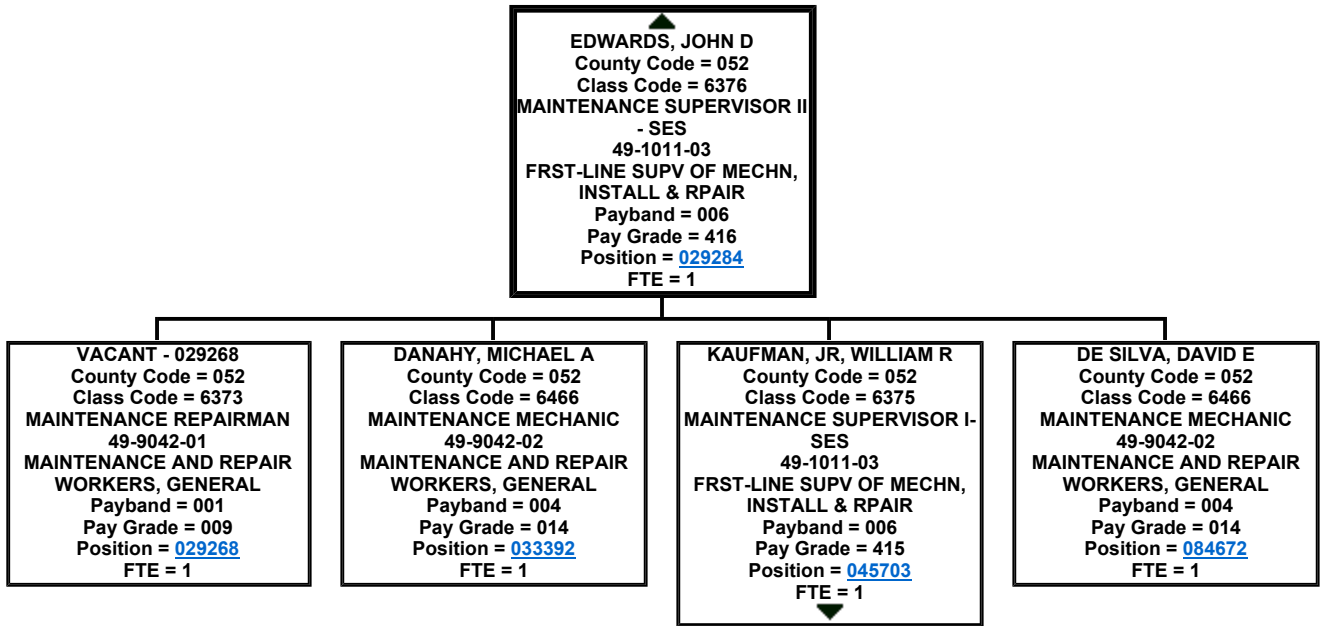 EDWARDS, JOHN D
County Code = 052
Class Code = 6376
MAINTENANCE SUPERVISOR II
- SES
49-1011-03
FRST-LINE SUPV OF MECHN,
INSTALL & RPAIR
Payband = 006
Pay Grade = 416
Position = 029284
FTE = 1
VACANT - 029268
County Code = 052
Class Code = 6373
MAINTENANCE REPAIRMAN
49-9042-01
MAINTENANCE AND REPAIR
WORKERS, GENERAL
Payband = 001
Pay Grade = 009
Position = 029268
FTE = 1
DANAHY, MICHAEL A
County Code = 052
Class Code = 6466
MAINTENANCE MECHANIC
49-9042-02
MAINTENANCE AND REPAIR
WORKERS, GENERAL
Payband = 004
Pay Grade = 014
Position = 033392
FTE = 1
KAUFMAN, JR, WILLIAM R
County Code = 052
Class Code = 6375
MAINTENANCE SUPERVISOR I-
SES
49-1011-03
FRST-LINE SUPV OF MECHN,
INSTALL & RPAIR
Payband = 006
Pay Grade = 415
Position = 045703
FTE = 1
DE SILVA, DAVID E
County Code = 052
Class Code = 6466
MAINTENANCE MECHANIC
49-9042-02
MAINTENANCE AND REPAIR
WORKERS, GENERAL
Payband = 004
Pay Grade = 014
Position = 084672
FTE = 1